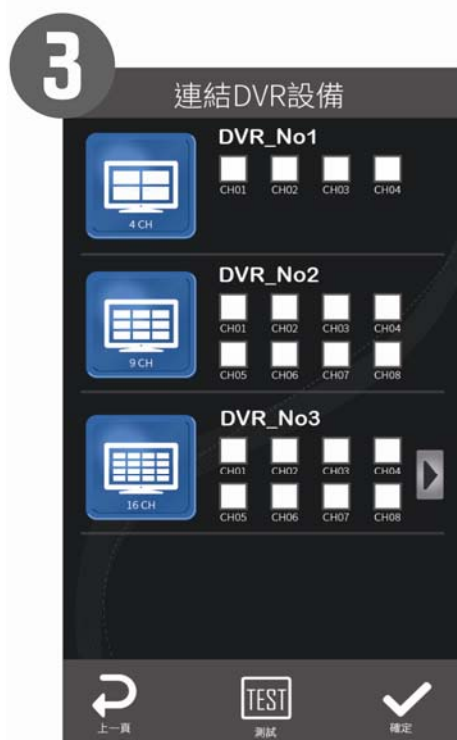 3
連結DVR設備
DVR_No1
CH01 CH02 CH03 CH04
4 CH
DVR_No2
CH01 CH02 CH03 CH04
9 CH
CH05 CH06 CH07 CH08
DVR_No3
CH01 CH02 CH03 CH04
16 CH
CH05 CH06 CH07 CH08
TEST
上一頁 測試 確定